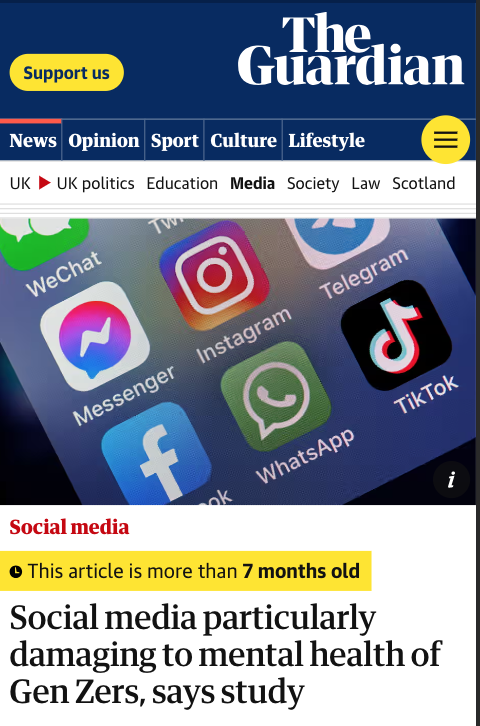 The
Guardian
Support us
News Opinion Sport Culture Lifestyle
UK UK politics Education Media Society Law Scotland
WeChat
Telegram
Instagram
Messenger
TikTok
WhatsApp
i
Social media
This article is more than 7 months old
Social media particularly
damaging to mental health of
Gen Zers, says study